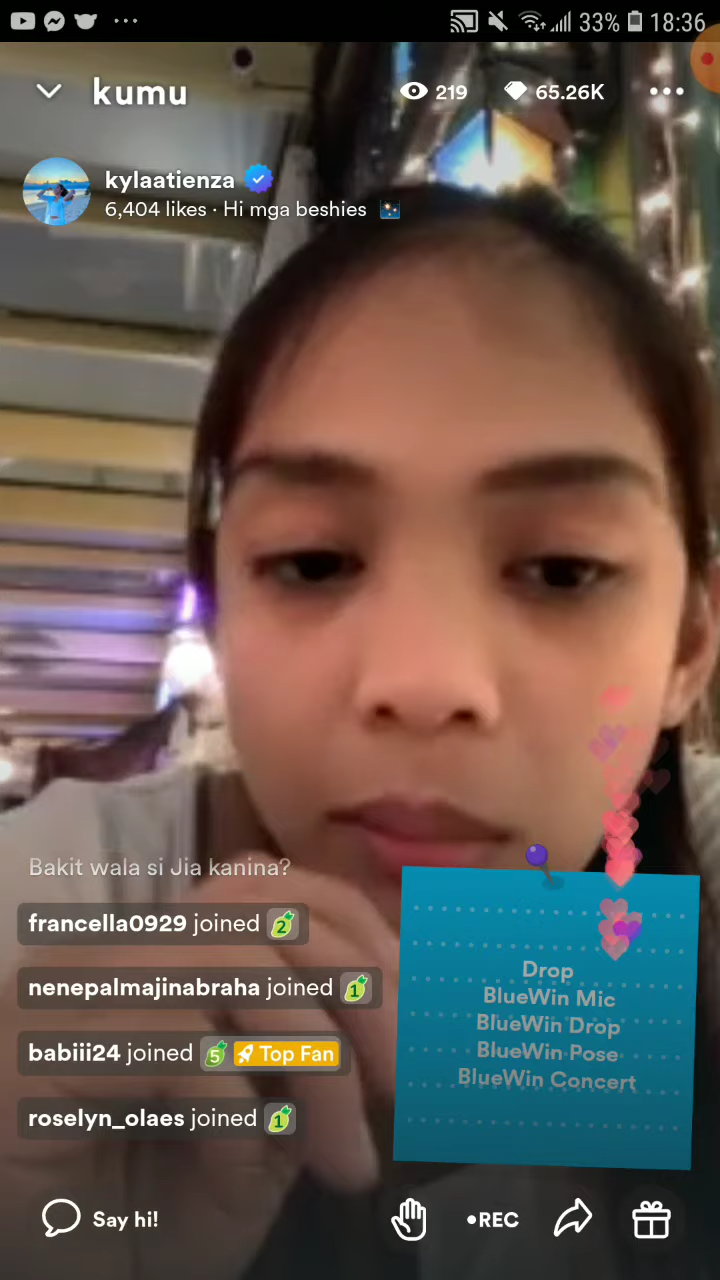 33% 18:36
kumu 219 65.26K
kylaatienza
6,404 likes · Hi mga beshies
Bakit wala si Jia kanina?
francella0929 joined 2
nenepalmajinabraha joined 1
babiii24 joined 5 Top Fan
roselyn_olaes joined 1
Drop
BlueWin Mic
BlueWin Drop
BlueWin Pose
BlueWin Concert
Say hi! •REC